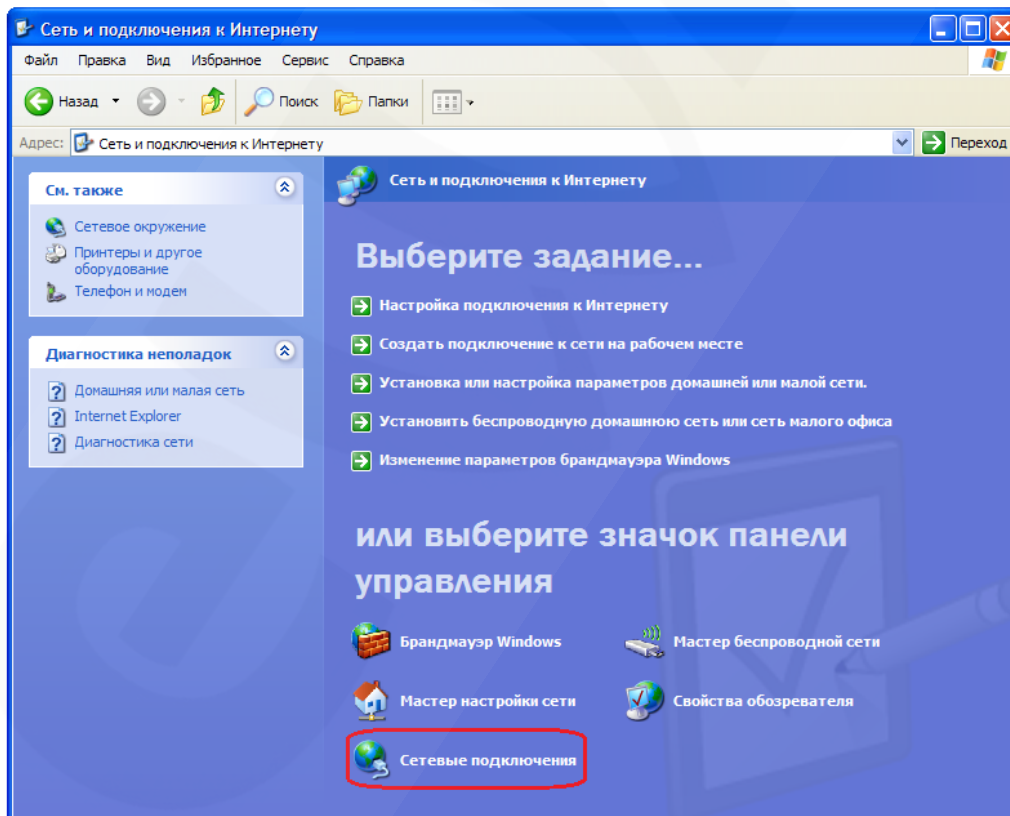 Сеть и подключения к Интернету
Файл Правка Вид Избранное Сервис Справка
Назад Поиск Папки
Адрес: Сеть и подключения к Интернету Переход
См. также
Сетевое окружение
Принтеры и другое
оборудование
Телефон и модем
Диагностика неполадок
Домашняя или малая сеть
Internet Explorer
Диагностика сети
Сеть и подключения к Интернету
Выберите задание...
Настройка подключения к Интернету
Создать подключение к сети на рабочем месте
Установка или настройка параметров домашней или малой сети.
Установить беспроводную домашнюю сеть или сеть малого офиса
Изменение параметров брандмауэра Windows
или выберите значок панели
управления
Брандмауэр Windows Мастер беспроводной сети
Мастер настройки сети Свойства обозревателя
Сетевые подключения